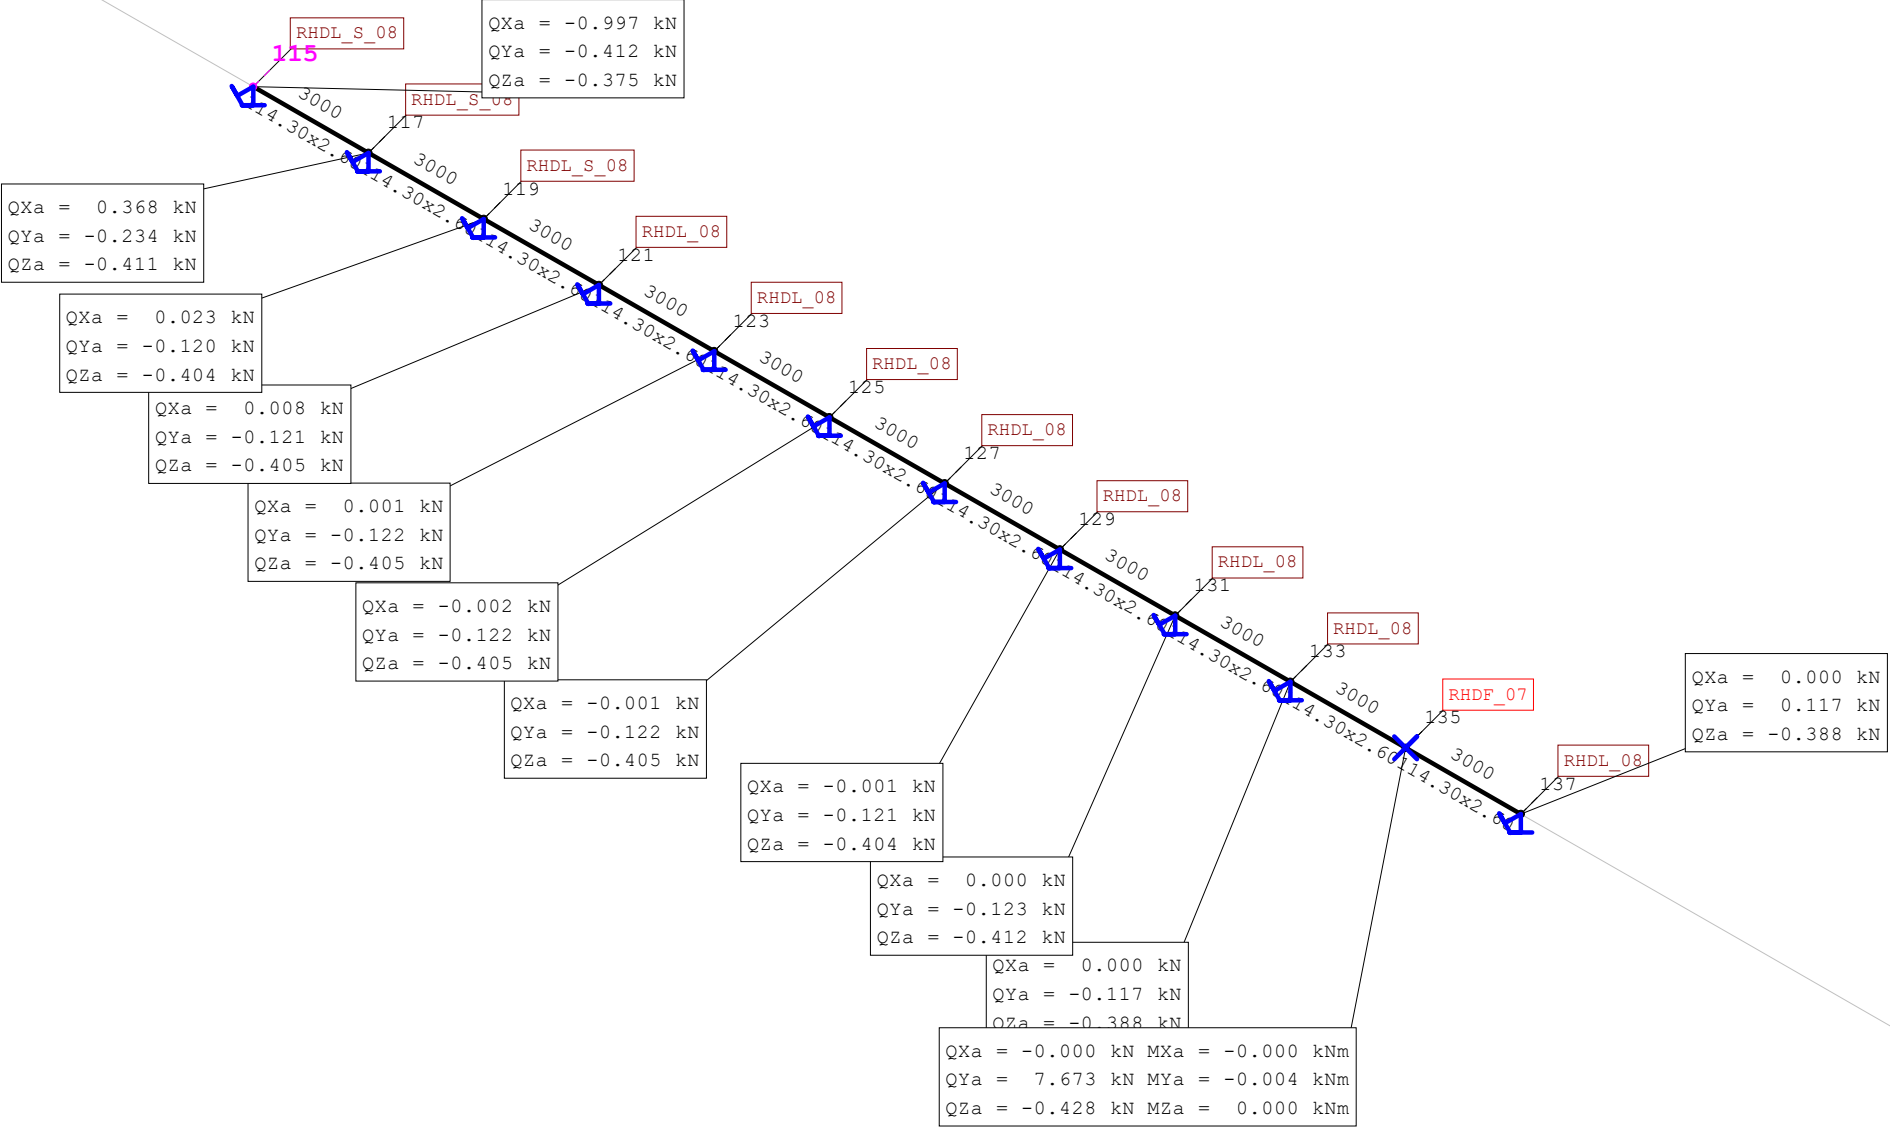 RHDL_S_08
115
QXa = -0.997 kN
QYa = -0.412 kN
QZa = -0.375 kN
3000
RHDL_S_08
117
3000
RHDL_S_08
119
QXa = 0.368 kN
QYa = -0.234 kN
QZa = -0.411 kN
3000
RHDL_08
121
QXa = 0.023 kN
QYa = -0.120 kN
QZa = -0.404 kN
3000
RHDL_08
123
QXa = 0.008 kN
QYa = -0.121 kN
QZa = -0.405 kN
3000
RHDL_08
125
QXa = 0.001 kN
QYa = -0.122 kN
QZa = -0.405 kN
3000
RHDL_08
127
QXa = -0.002 kN
QYa = -0.122 kN
QZa = -0.405 kN
3000
RHDL_08
129
QXa = -0.001 kN
QYa = -0.122 kN
QZa = -0.405 kN
3000
RHDL_08
131
QXa = -0.001 kN
QYa = -0.121 kN
QZa = -0.404 kN
3000
RHDL_08
133
QXa = 0.000 kN
QYa = -0.123 kN
QZa = -0.412 kN
3000
RHDF_07
135
QXa = 0.000 kN
QYa = -0.117 kN
QZa = -0.388 kN
3000
RHDL_08
137
QXa = 0.000 kN
QYa = 0.117 kN
QZa = -0.388 kN
114.30x2.60
QXa = -0.000 kN MXa = -0.000 kNm
QYa = 7.673 kN MYa = -0.004 kNm
QZa = -0.428 kN MZa = 0.000 kNm